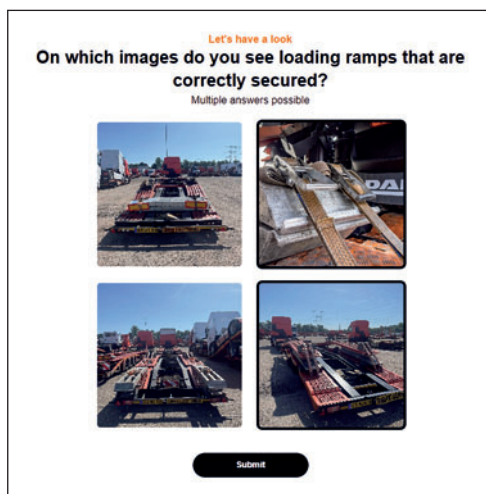 Let's have a look
On which images do you see loading ramps that are
correctly secured?
Multiple answers possible
DAF
Submit